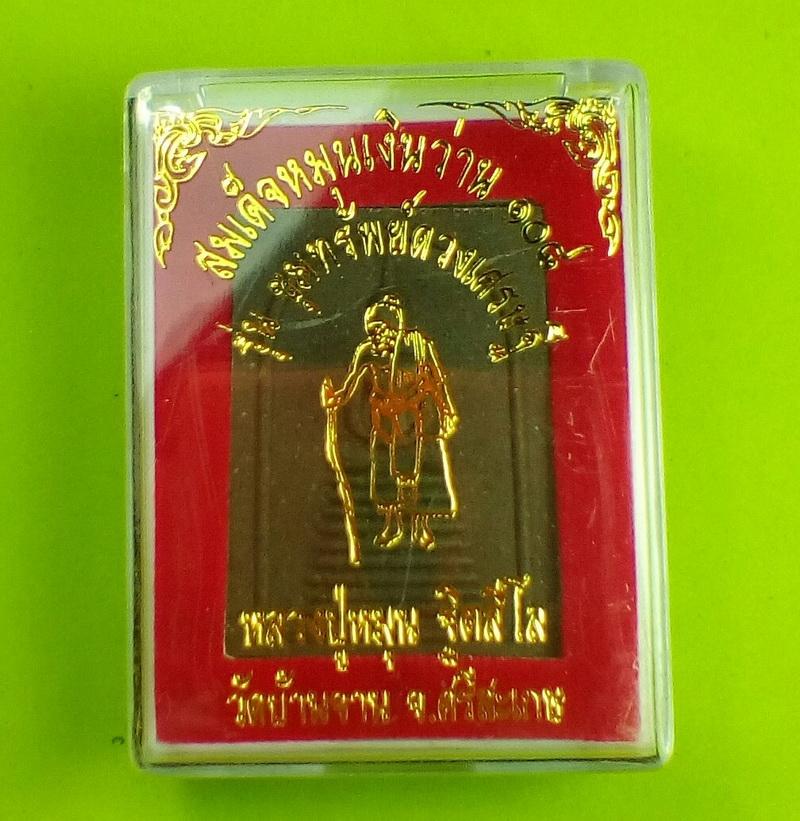 สมเด็จหมุนเงินว่าน ๑๐๘
รุ่น ขุมทรัพย์ดวงเศรษฐี
หลวงปู่หมุน ฐิตสีโล
วัดบ้านจาน จ.ศรีสะเกษ